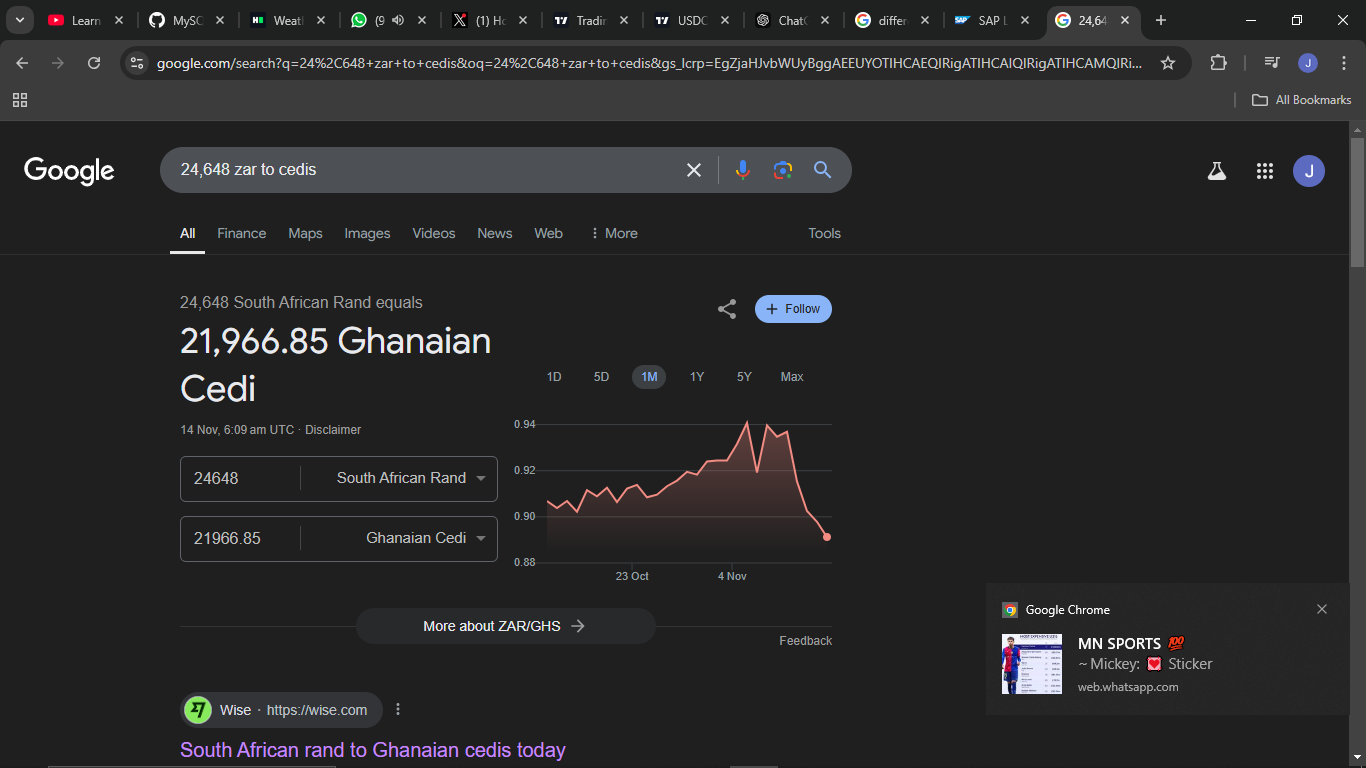 Learn
MySC
Weatl
(9
(1) Ho
Tradin
USDC
ChatG
differ
SAP L
24,64
google.com/search?q=24%2C648+zar+to+cedis&oq=24%2C648+zar+to+cedis&gs_lcrp=EgZjaHJvbWUyBggAEEUYOTIHCAEQIRigATIHCAIQIRigATIHCAMQIRi...
J
All Bookmarks
Google
24,648 zar to cedis
J
All Finance Maps Images Videos News Web More Tools
24,648 South African Rand equals
21,966.85 Ghanaian
Cedi
14 Nov, 6:09 am UTC · Disclaimer
24648 South African Rand
21966.85 Ghanaian Cedi
+ Follow
1D 5D 1M 1Y 5Y Max
0.94
0.92
0.90
0.88
23 Oct 4 Nov
More about ZAR/GHS
Feedback
Wise · https://wise.com
South African rand to Ghanaian cedis today
Google Chrome
MN SPORTS 💯
~ Mickey: 💟 Sticker
web.whatsapp.com